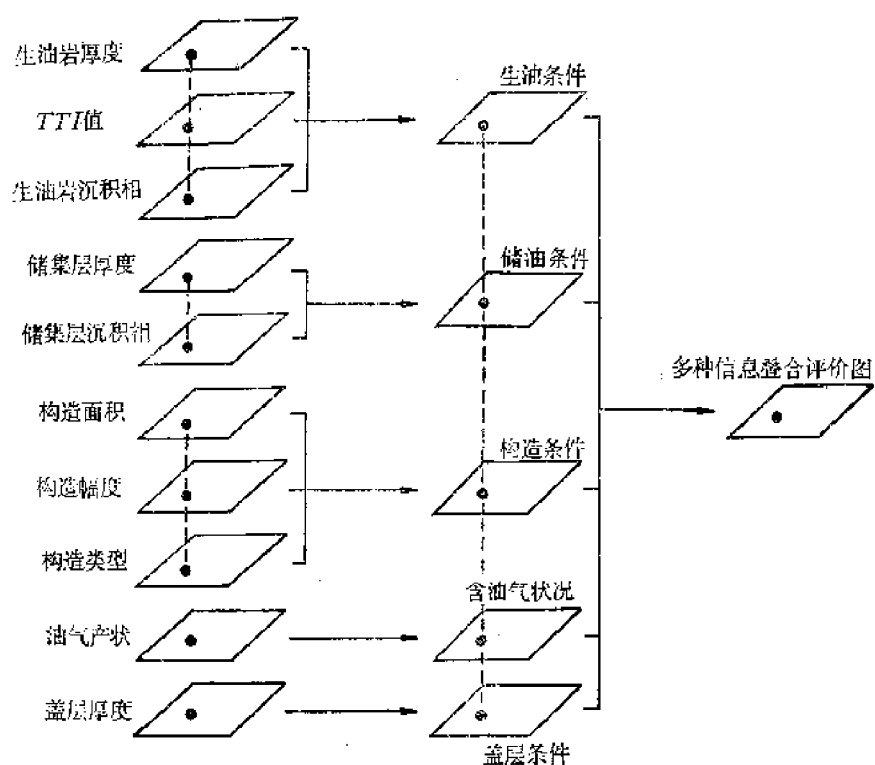 生油岩厚度
TTI值
生油岩沉积相
储集层厚度
储集层沉积相
构造面积
构造幅度
构造类型
油气产状
盖层厚度
生油条件
储油条件
构造条件
含油气状况
盖层条件
多种信息叠合评价图